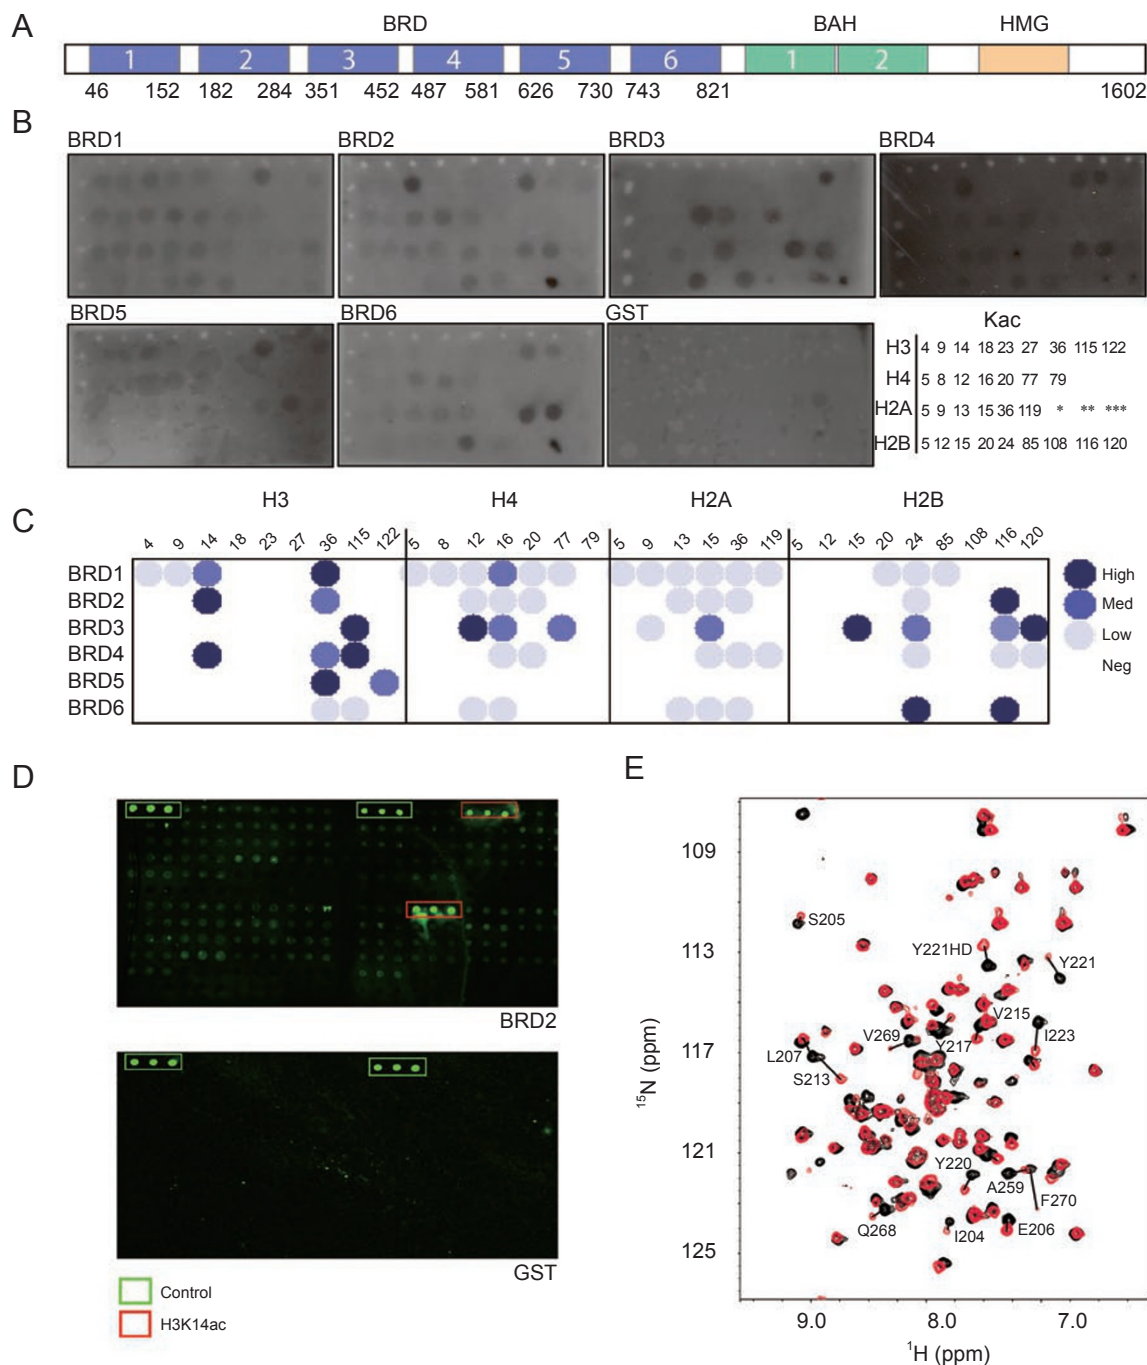 A
BRD BAH HMG
1 2 3 4 5 6 1 2
46 152 182 284 351 452 487 581 626 730 743 821 1602
B
BRD1 BRD2 BRD3 BRD4
BRD5 BRD6 GST
Kac
H3 4 9 14 18 23 27 36 115 122
H4 5 8 12 16 20 77 79
H2A 5 9 13 15 36 119 * ** ***
H2B 5 12 15 20 24 85 108 116 120
C
H3 H4 H2A H2B
4 9 14 18 23 27 36 115 122 5 8 12 16 20 77 79 5 9 13 15 36 119 5 12 15 20 24 85 108 116 120
BRD1
BRD2
BRD3
BRD4
BRD5
BRD6
High
Med
Low
Neg
D
BRD2
GST
Control
H3K14ac
E
109
113
117
121
125
15N (ppm)
S205
Y221HD
Y221
V215
V269
I223
Y217
L207
S213
Y220
A259
F270
Q268
I204
E206
9.0 8.0 7.0
1H (ppm)